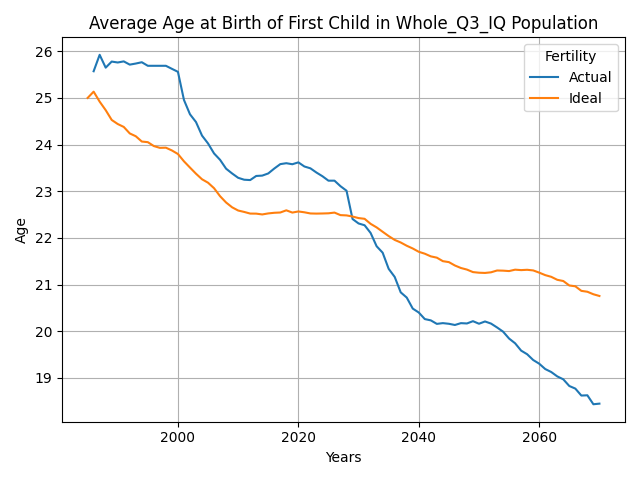 Average Age at Birth of First Child in Whole_Q3_IQ Population
Fertility
Actual
Ideal
Age
26
25
24
23
22
21
20
19
2000 2020 2040 2060
Years